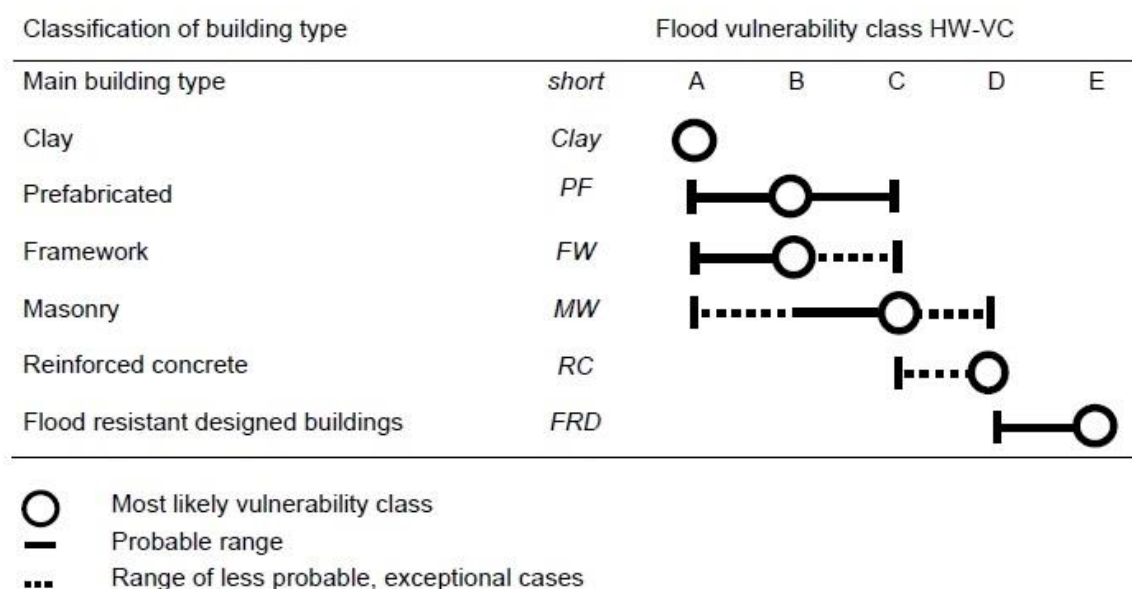 Classification of building type Flood vulnerability class HW-VC
Main building type short A B C D E
Clay Clay
Prefabricated PF
Framework FW
Masonry MW
Reinforced concrete RC
Flood resistant designed buildings FRD
Most likely vulnerability class
Probable range
Range of less probable, exceptional cases